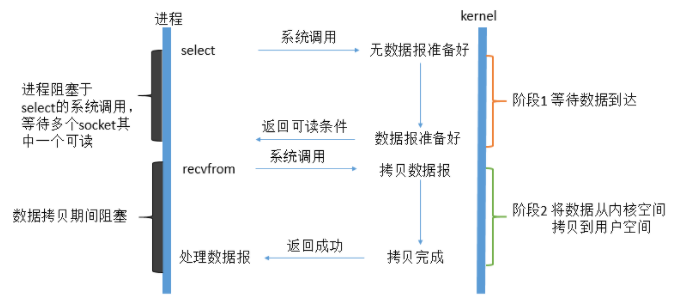 进程
kernel
select
系统调用
无数据报准备好
进程阻塞于
select的系统调用,
等待多个socket其
中一个可读
阶段1 等待数据到达
返回可读条件
数据报准备好
系统调用
recvfrom
拷贝数据报
数据拷贝期间阻塞
阶段2 将数据从内核空间
拷贝到用户空间
返回成功
处理数据报
拷贝完成